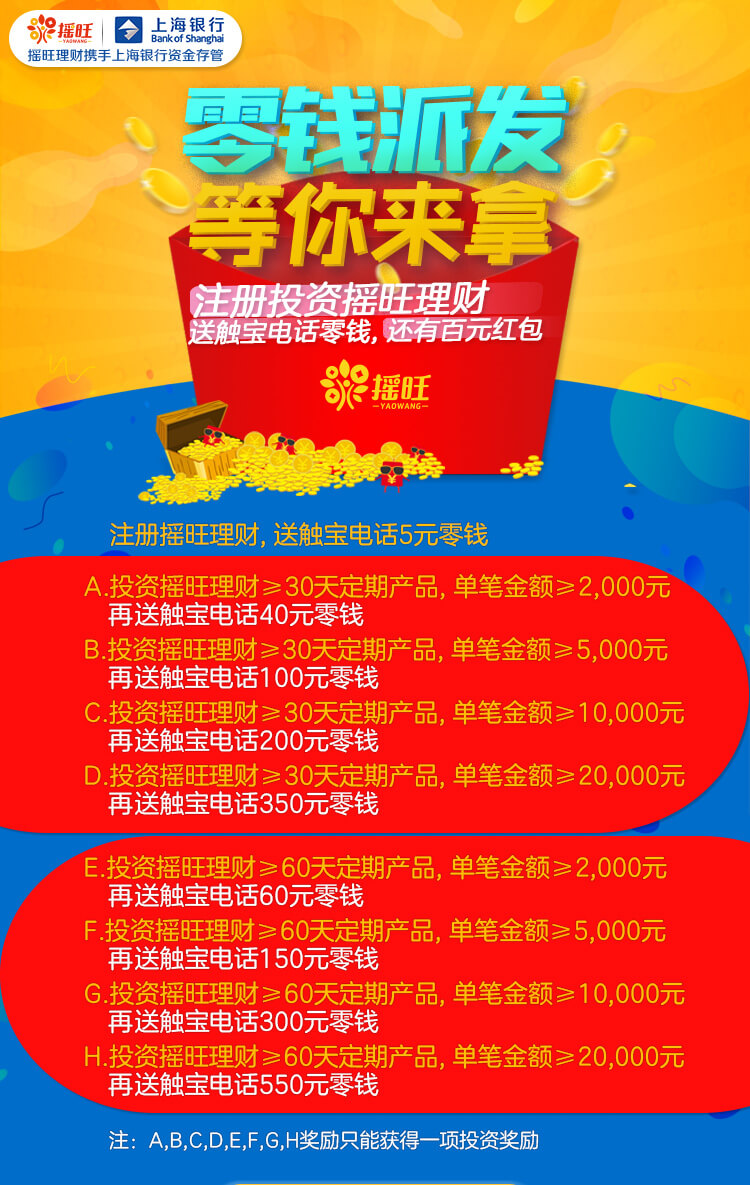 摇旺
YAOWANG
上海银行
Bank of Shanghai
摇旺理财携手上海银行资金存管
零钱派发
等你来拿
注册投资摇旺理财
送触宝电话零钱, 还有百元红包
摇旺
YAOWANG
注册摇旺理财, 送触宝电话5元零钱
A.投资摇旺理财≥30天定期产品, 单笔金额≥2,000元
再送触宝电话40元零钱
B.投资摇旺理财≥30天定期产品, 单笔金额≥5,000元
再送触宝电话100元零钱
C.投资摇旺理财≥30天定期产品, 单笔金额≥10,000元
再送触宝电话200元零钱
D.投资摇旺理财≥30天定期产品, 单笔金额≥20,000元
再送触宝电话350元零钱
E.投资摇旺理财≥60天定期产品, 单笔金额≥2,000元
再送触宝电话60元零钱
F.投资摇旺理财≥60天定期产品, 单笔金额≥5,000元
再送触宝电话150元零钱
G.投资摇旺理财≥60天定期产品, 单笔金额≥10,000元
再送触宝电话300元零钱
H.投资摇旺理财≥60天定期产品, 单笔金额≥20,000元
再送触宝电话550元零钱
注：A,B,C,D,E,F,G,H奖励只能获得一项投资奖励